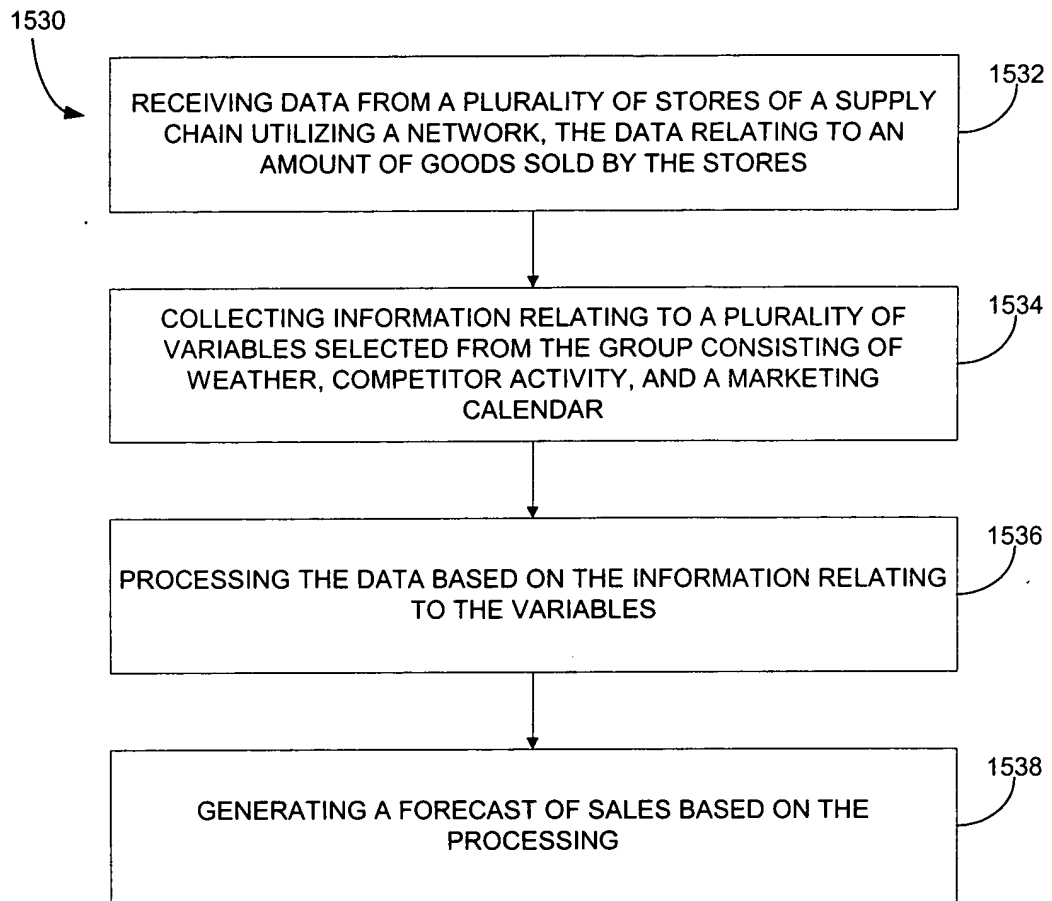 1530
1532
RECEIVING DATA FROM A PLURALITY OF STORES OF A SUPPLY
CHAIN UTILIZING A NETWORK, THE DATA RELATING TO AN
AMOUNT OF GOODS SOLD BY THE STORES
1534
COLLECTING INFORMATION RELATING TO A PLURALITY OF
VARIABLES SELECTED FROM THE GROUP CONSISTING OF
WEATHER, COMPETITOR ACTIVITY, AND A MARKETING
CALENDAR
1536
PROCESSING THE DATA BASED ON THE INFORMATION RELATING
TO THE VARIABLES
1538
GENERATING A FORECAST OF SALES BASED ON THE
PROCESSING